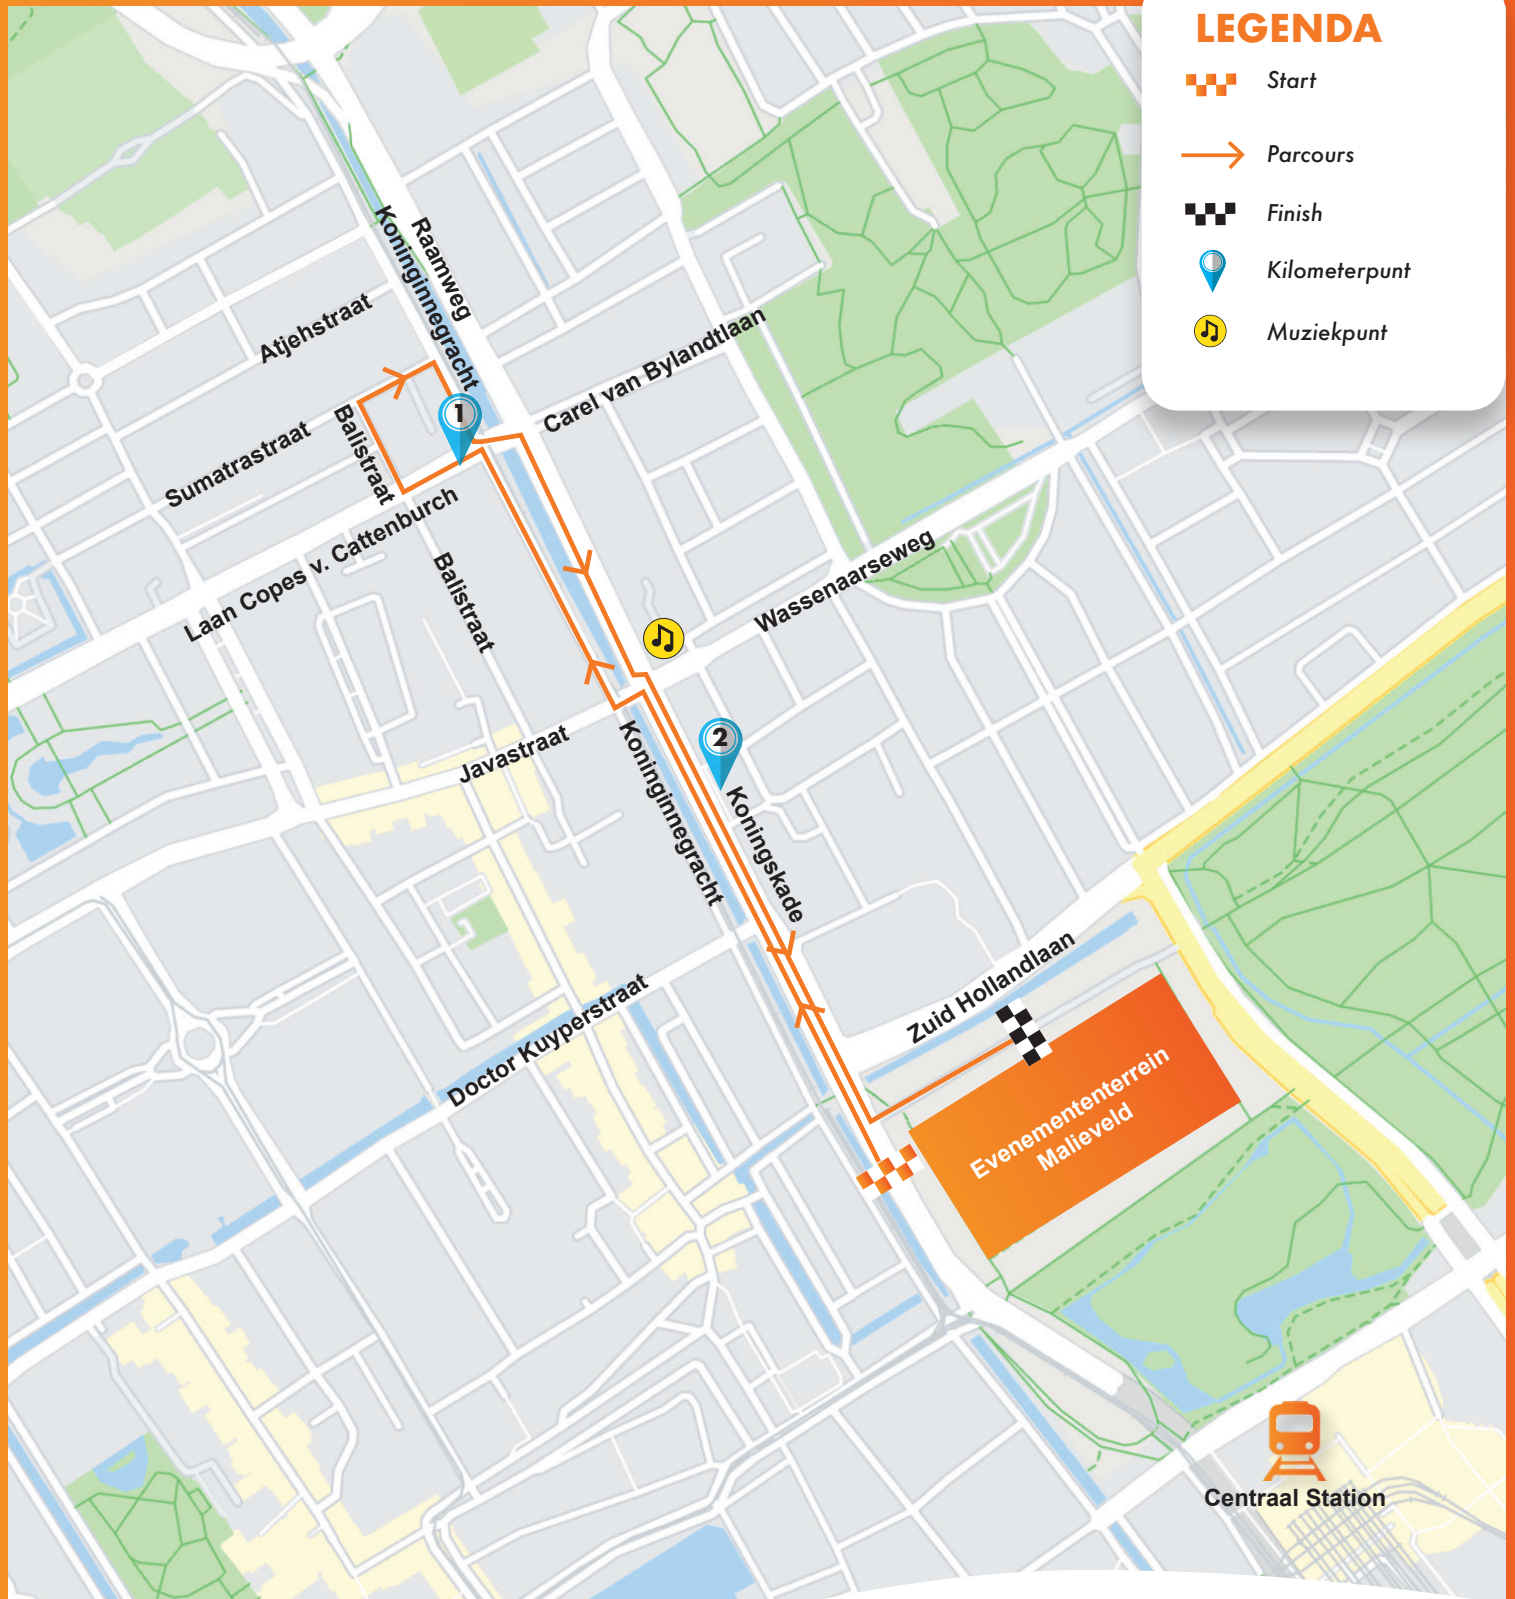 LEGENDA
Start
Parcours
Finish
Kilometerpunt
Muziekpunt
Raamweg
Koninginnegracht
Atjehstraat
Carel van Bylandtlaan
Balistraat
1
Sumatrastraat
Laan Copes v. Cattenburch
Balistraat
Wassenaarseweg
Javastraat
2
Koninginnegracht
Koningskade
Zuid Hollandlaan
Doctor Kuyperstraat
Evenemententerrein
Malieveld
Centraal Station